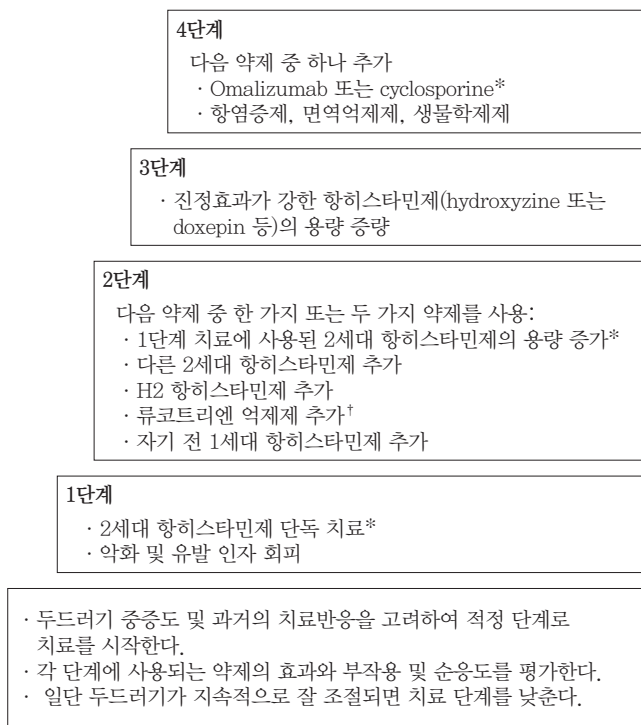 4단계
다음 약제 중 하나 추가
· Omalizumab 또는 cyclosporine*
· 항염증제, 면역억제제, 생물학제제
3단계
· 진정효과가 강한 항히스타민제(hydroxyzine 또는
doxepin 등)의 용량 증량
2단계
다음 약제 중 한 가지 또는 두 가지 약제를 사용:
· 1단계 치료에 사용된 2세대 항히스타민제의 용량 증가*
· 다른 2세대 항히스타민제 추가
· H2 항히스타민제 추가
· 류코트리엔 억제제 추가†
· 자기 전 1세대 항히스타민제 추가
1단계
· 2세대 항히스타민제 단독 치료*
· 악화 및 유발 인자 회피
· 두드러기 중증도 및 과거의 치료반응을 고려하여 적정 단계로
치료를 시작한다.
· 각 단계에 사용되는 약제의 효과와 부작용 및 순응도를 평가한다.
· 일단 두드러기가 지속적으로 잘 조절되면 치료 단계를 낮춘다.